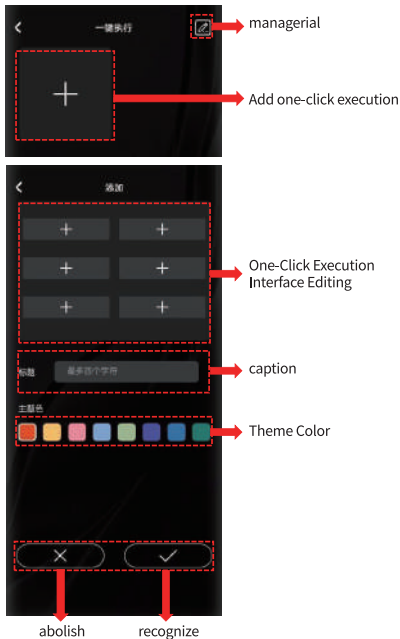 一键执行
managerial
Add one-click execution
添加
One-Click Execution
Interface Editing
标题
最多四个字符
caption
主题色
Theme Color
abolish
recognize